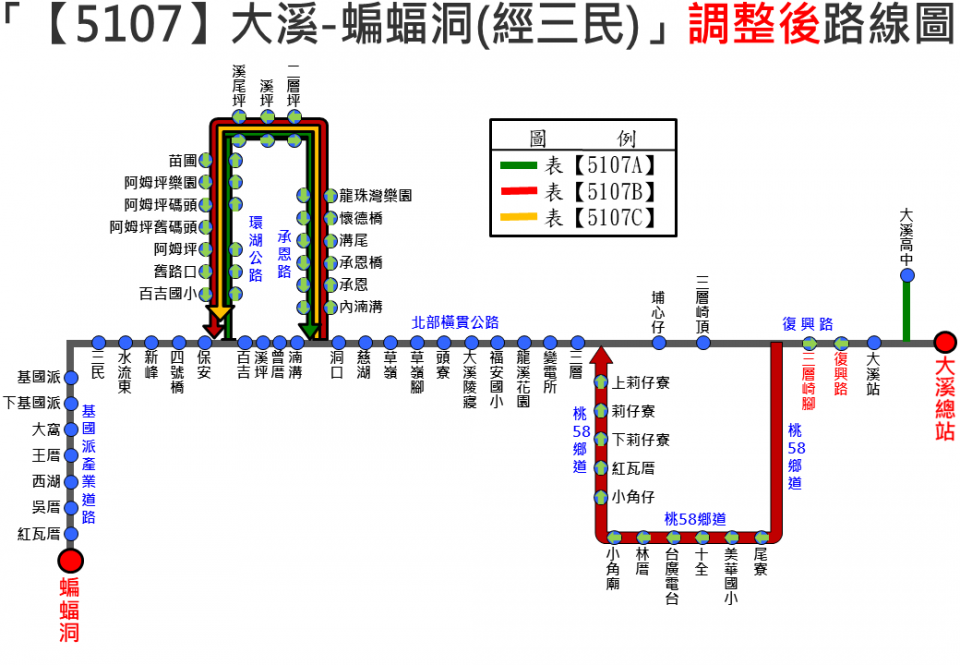 「【5107】大溪-蝙蝠洞(經三民)」調整後路線圖
圖 例
表【5107A】
表【5107B】
表【5107C】
溪尾坪
溪坪
二層坪
苗圃
阿姆坪樂園
阿姆坪碼頭
阿姆坪舊碼頭
阿姆坪
舊路口
百吉國小
環湖公路
承恩路
龍珠灣樂園
懷德橋
溝尾
承恩橋
承恩
內湳溝
北部橫貫公路
埔心仔
二層崎頂
復興路
大溪高中
三民
水流東
新峰
四號橋
保安
百吉
溪坪
曾厝
湳溝
洞口
慈湖
草嶺
草嶺腳
頭寮
大溪陵寢
福安國小
龍溪花園
變電所
三層
三層崎腳
復興路
大溪站
大溪總站
基國派
下基國派
大窩
王厝
西湖
吳厝
紅瓦厝
基國派產業道路
蝙蝠洞
桃58鄉道
上莉仔寮
莉仔寮
下莉仔寮
紅瓦厝
小角仔
桃58鄉道
桃58鄉道
小角廟
林厝
台廣電台
十全
美華國小
尾寮